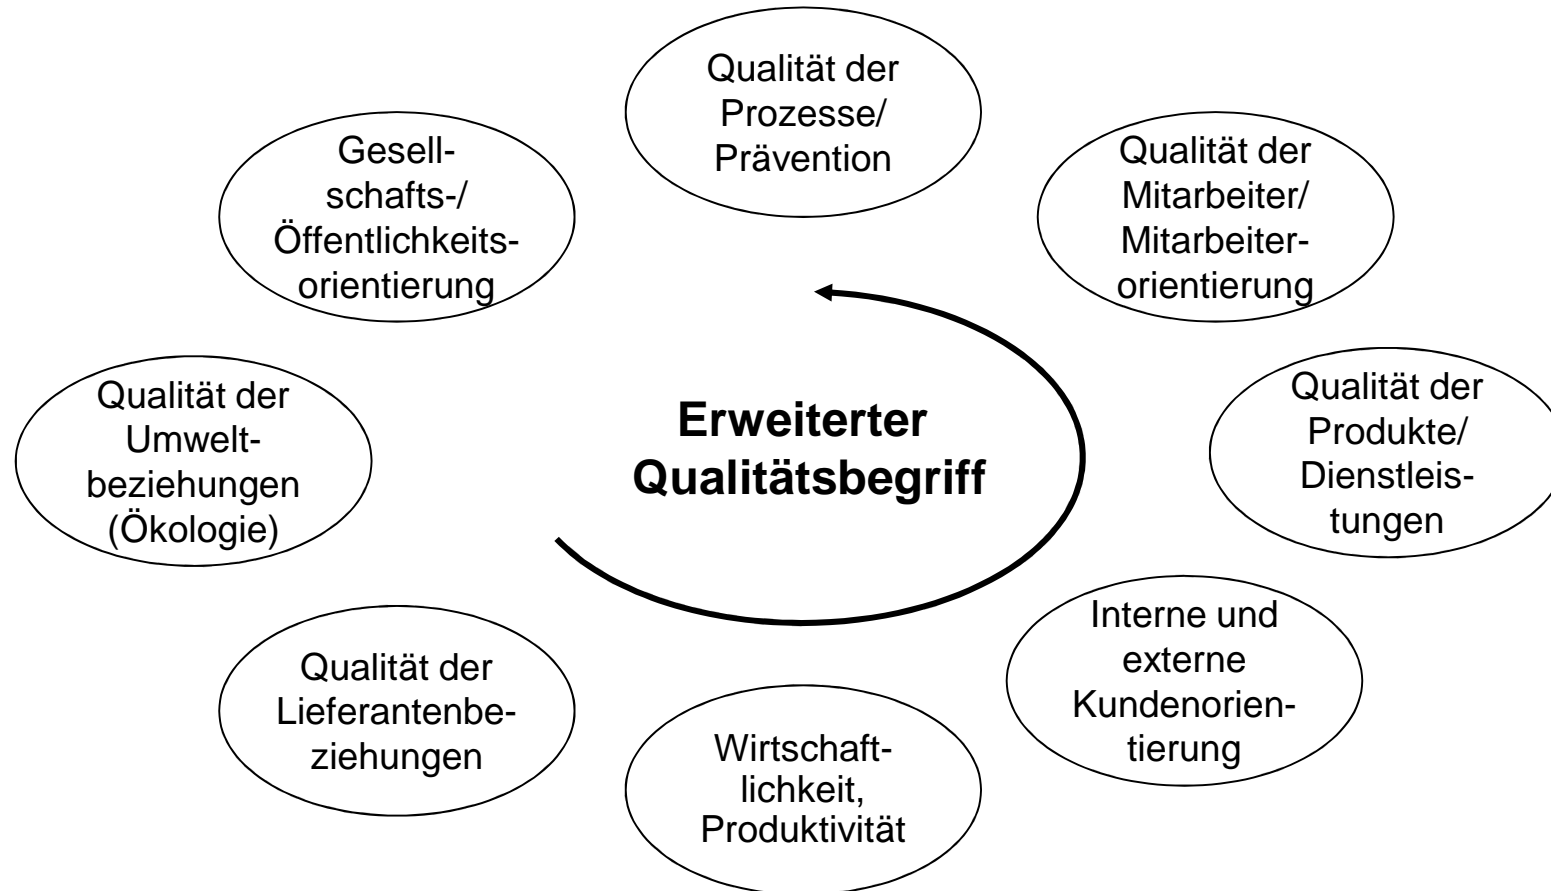 Qualität der
Prozesse/
Prävention
Qualität der
Mitarbeiter/
Mitarbeiter-
orientierung
Qualität der
Produkte/
Dienstleis-
tungen
Interne und
externe
Kundenorien-
tierung
Wirtschaft-
lichkeit,
Produktivität
Qualität der
Lieferantenbe-
ziehungen
Qualität der
Umwelt-
beziehungen
(Ökologie)
Gesell-
schafts-/
Öffentlichkeits-
orientierung
Erweiterter
Qualitätsbegriff